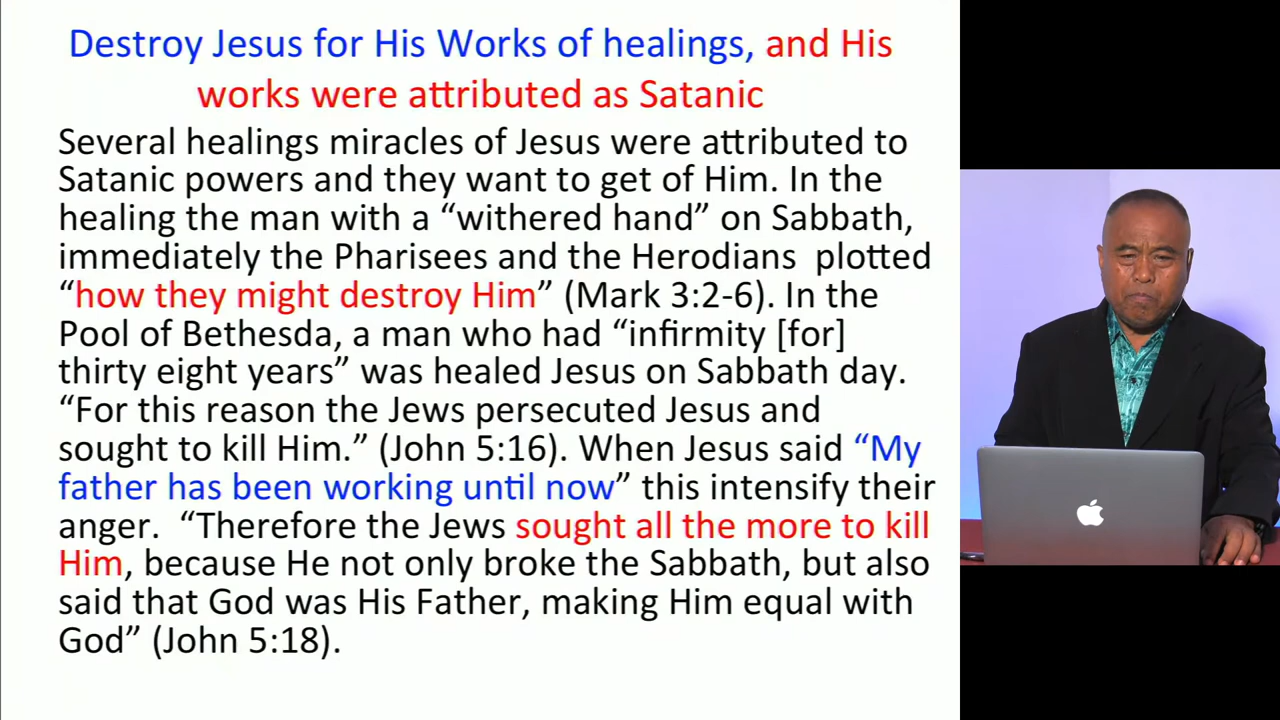 Destroy Jesus for His Works of healings, and His
works were attributed as Satanic
Several healings miracles of Jesus were attributed to
Satanic powers and they want to get of Him. In the
healing the man with a “withered hand” on Sabbath,
immediately the Pharisees and the Herodians  plotted
“how they might destroy Him” (Mark 3:2-6). In the
Pool of Bethesda, a man who had “infirmity [for]
thirty eight years” was healed Jesus on Sabbath day.
“For this reason the Jews persecuted Jesus and
sought to kill Him.” (John 5:16). When Jesus said “My
father has been working until now” this intensify their
anger.  “Therefore the Jews sought all the more to kill
Him, because He not only broke the Sabbath, but also
said that God was His Father, making Him equal with
God” (John 5:18).